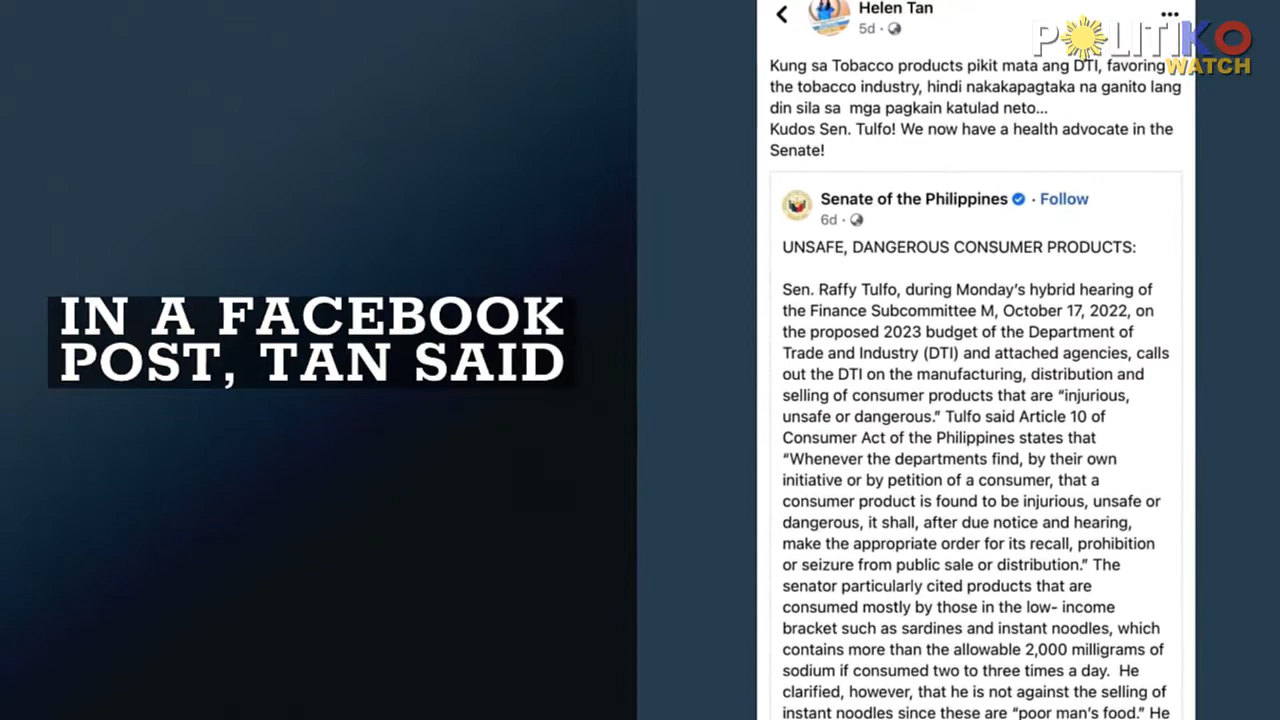 IN A FACEBOOK
POST, TAN SAID
POLITIKO
WATCH
Helen Tan
5d ·
Kung sa Tobacco products pikit mata ang DTI, favoring
the tobacco industry, hindi nakakapagtaka na ganito lang
din sila sa mga pagkain katulad neto...
Kudos Sen. Tulfo! We now have a health advocate in the
Senate!
Senate of the Philippines · Follow
6d ·
UNSAFE, DANGEROUS CONSUMER PRODUCTS:
Sen. Raffy Tulfo, during Monday’s hybrid hearing of
the Finance Subcommittee M, October 17, 2022, on
the proposed 2023 budget of the Department of
Trade and Industry (DTI) and attached agencies, calls
out the DTI on the manufacturing, distribution and
selling of consumer products that are “injurious,
unsafe or dangerous.” Tulfo said Article 10 of
Consumer Act of the Philippines states that
“Whenever the departments find, by their own
initiative or by petition of a consumer, that a
consumer product is found to be injurious, unsafe or
dangerous, it shall, after due notice and hearing,
make the appropriate order for its recall, prohibition
or seizure from public sale or distribution.” The
senator particularly cited products that are
consumed mostly by those in the low- income
bracket such as sardines and instant noodles, which
contains more than the allowable 2,000 milligrams of
sodium if consumed two to three times a day. He
clarified, however, that he is not against the selling of
instant noodles since these are “poor man’s food.” He